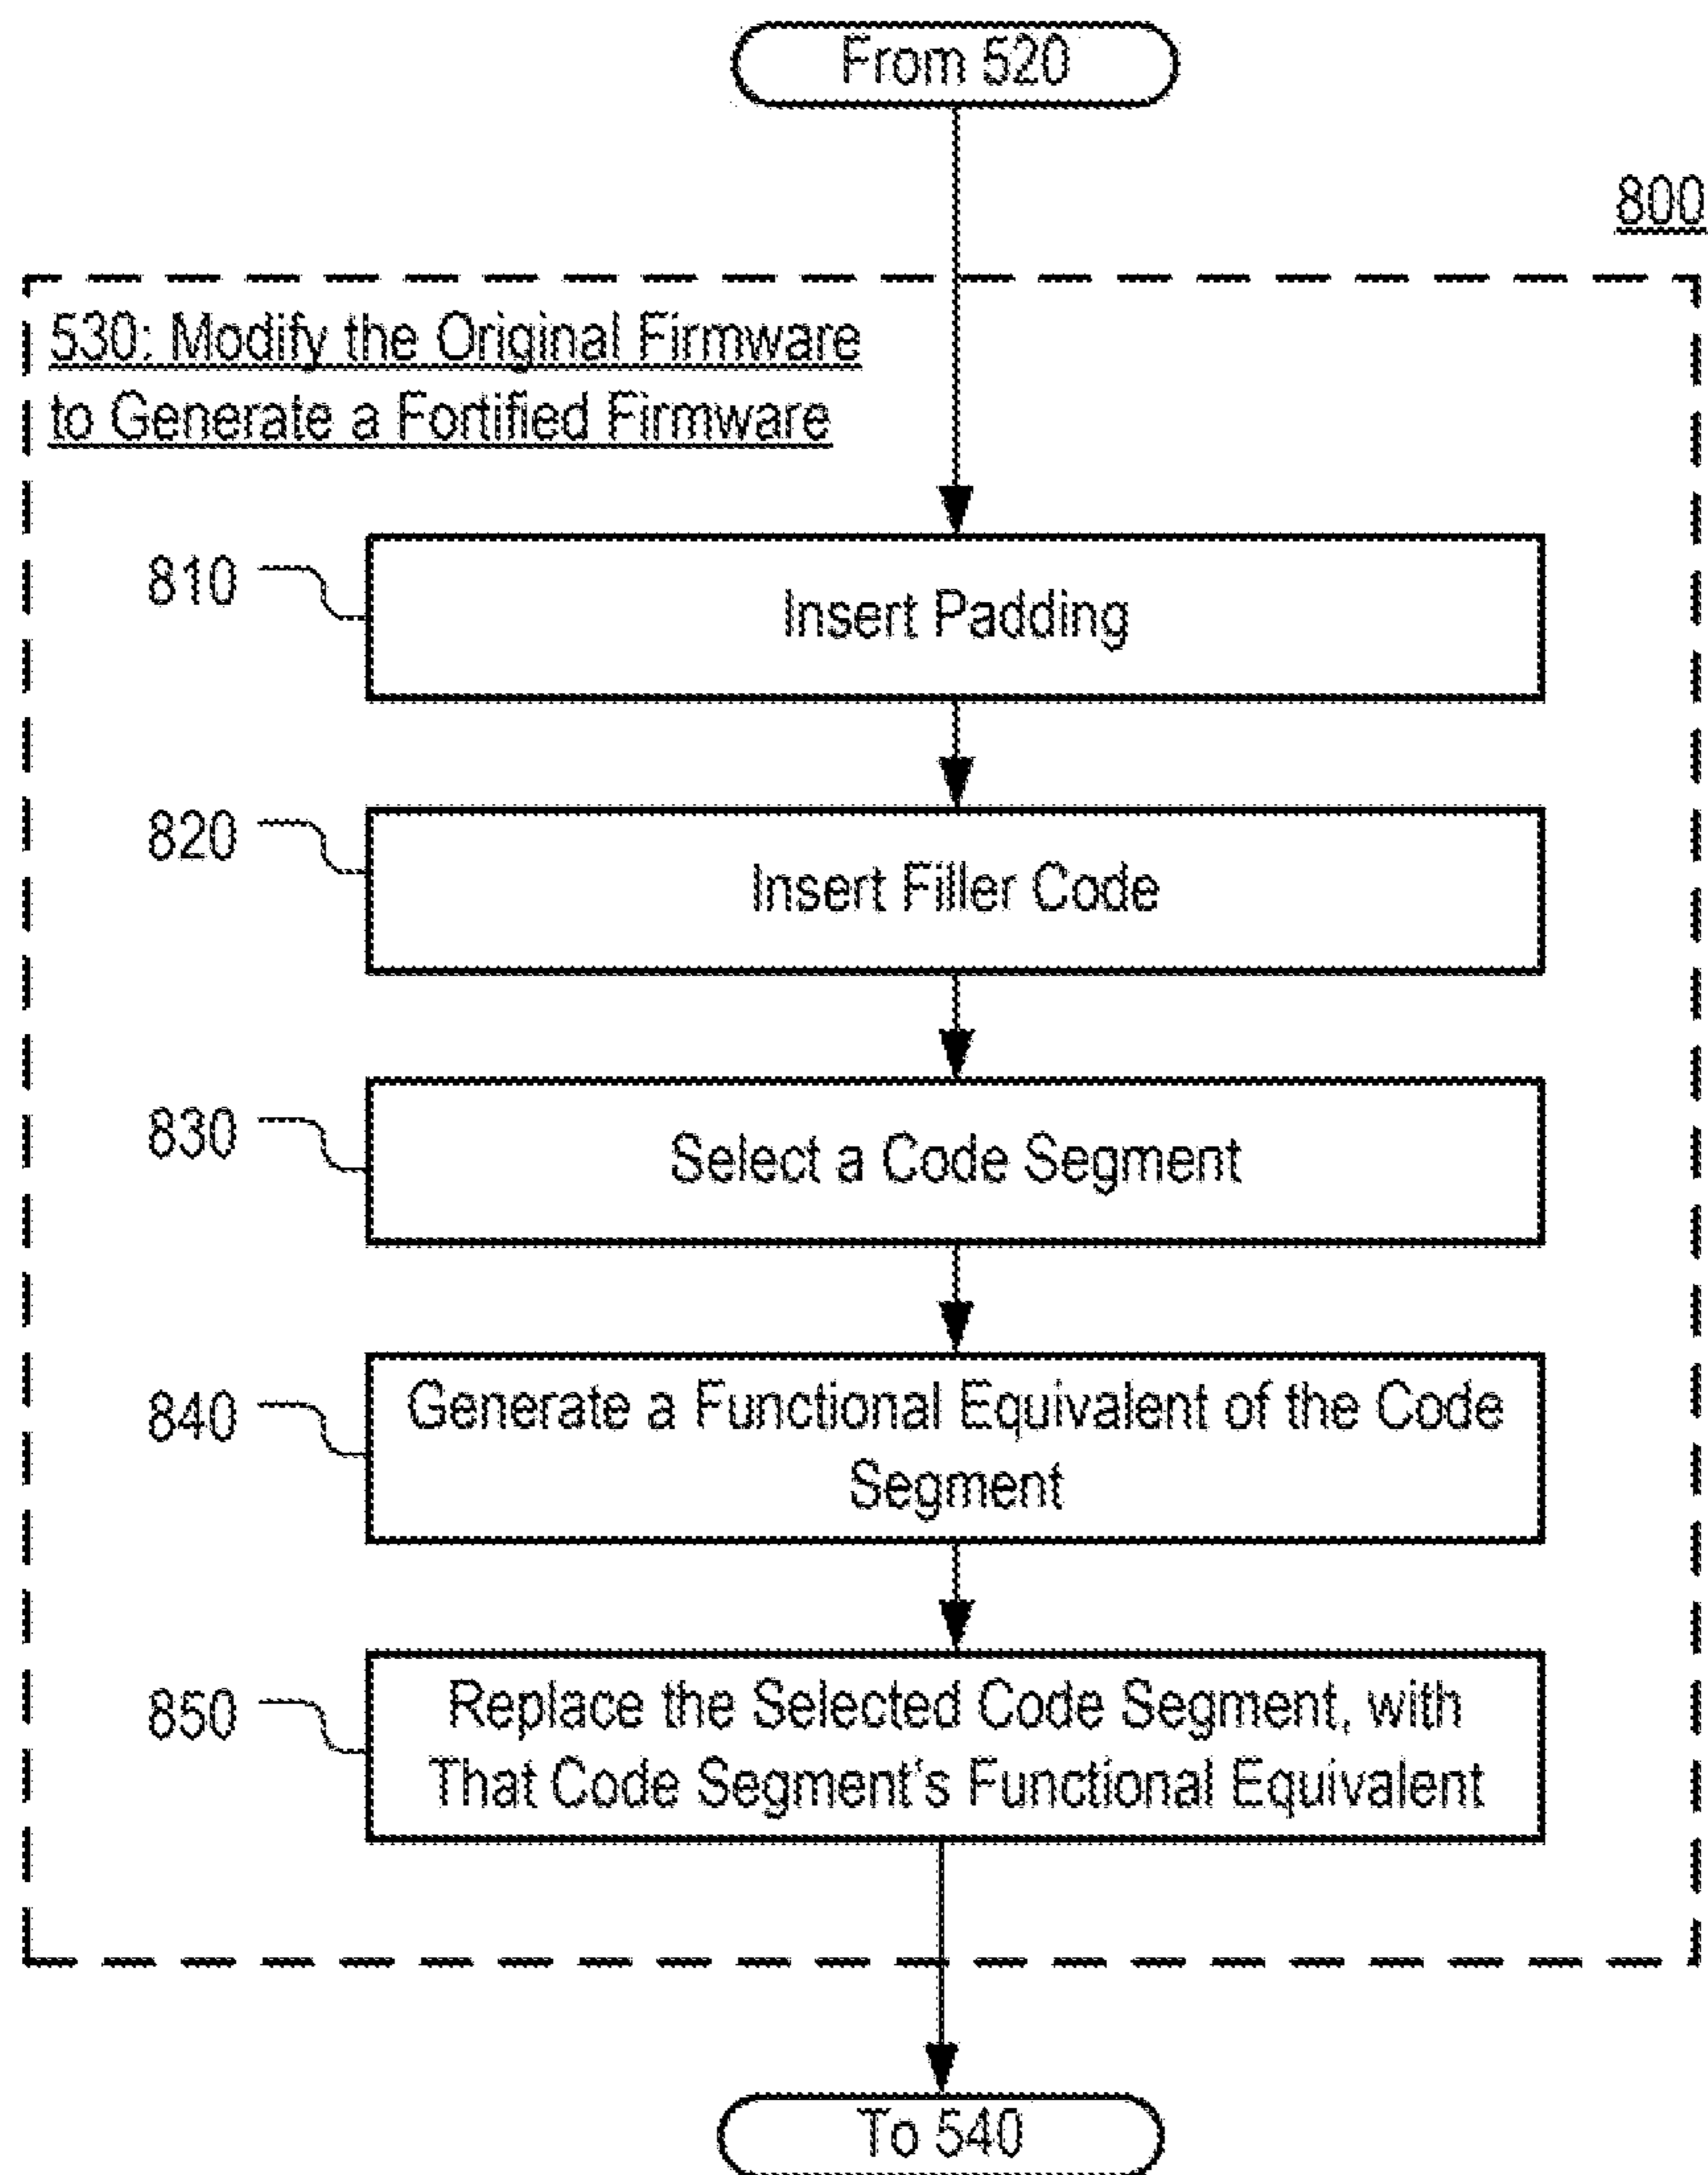 From 520
800
530: Modify the Original Firmware
to Generate a Fortified Firmware
810
Insert Padding
820
Insert Filler Code
830
Select a Code Segment
840
Generate a Functional Equivalent of the Code
Segment
850
Replace the Selected Code Segment, with
That Code Segment's Functional Equivalent
To 540